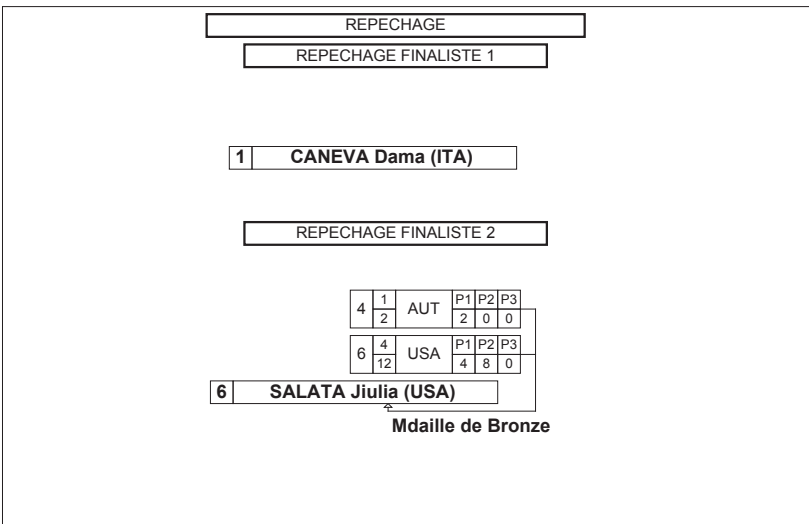 REPECHAGE
REPECHAGE FINALISTE 1
1 CANEVA Dama (ITA)
REPECHAGE FINALISTE 2
4 1 AUT P1 P2 P3
2 2 0 0
6 4 USA P1 P2 P3
12 4 8 0
6 SALATA Jiulia (USA)
Mdaille de Bronze